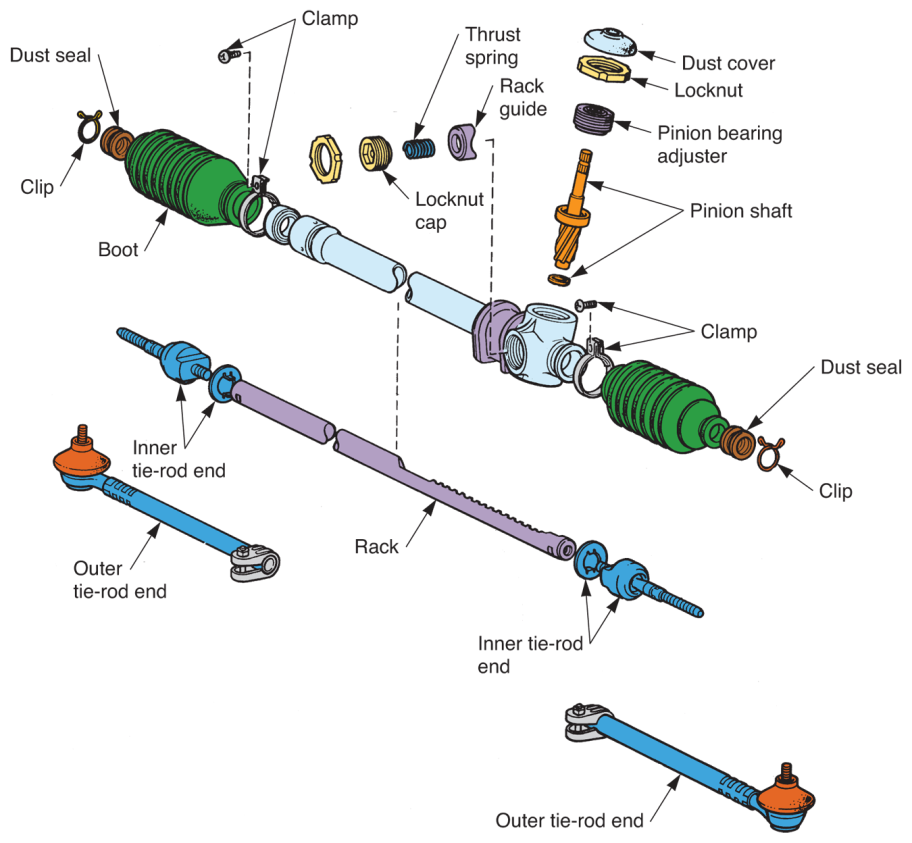 Clamp
Dust seal
Thrust
spring
Dust cover
Rack
guide
Locknut
Pinion bearing
adjuster
Clip
Locknut
cap
Pinion shaft
Boot
Clamp
Dust seal
Inner
tie-rod end
Clip
Rack
Outer
tie-rod end
Inner tie-rod
end
Outer tie-rod end